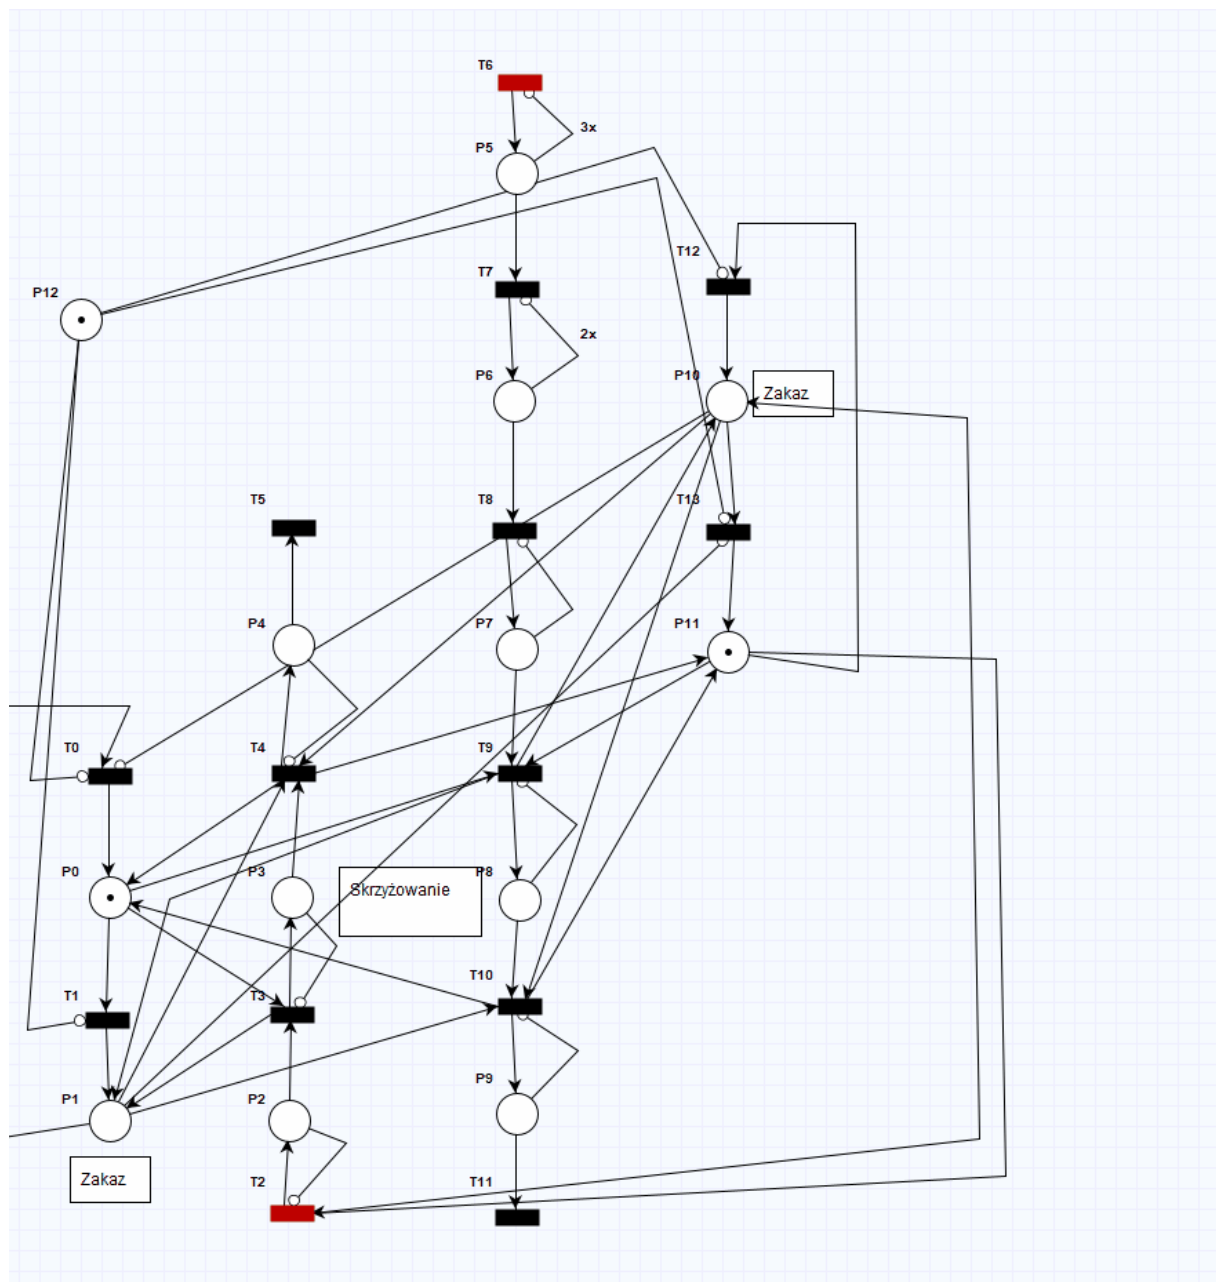 T6
3x
P5
T12
T7
P12
2x
P6
P10
Zakaz
T5
T8
T13
P4
P7
P11
T0
T4
T9
P0
P3
Skrzyżowanie
P8
T10
T1
T3
P9
P1
P2
Zakaz
T2
T11